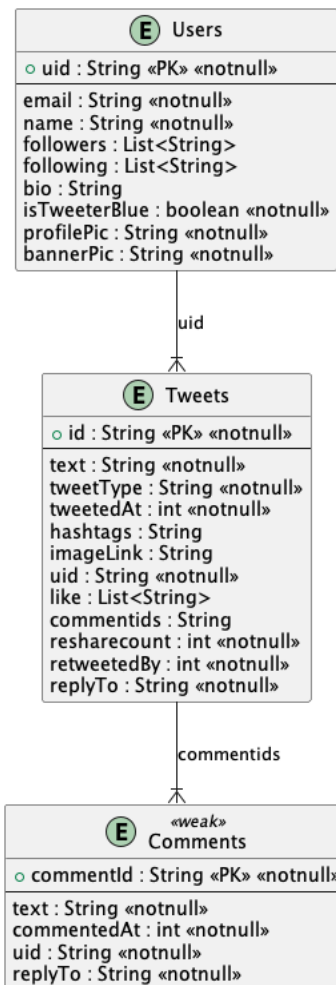 E Users
uid : String «PK» «notnull»
email : String «notnull»
name : String «notnull»
followers : List<String>
following : List<String>
bio : String
isTweeterBlue : boolean «notnull»
profilePic : String «notnull»
bannerPic : String «notnull»
uid
E Tweets
id : String «PK» «notnull»
text : String «notnull»
tweetType : String «notnull»
tweetedAt : int «notnull»
hashtags : String
imageLink : String
uid : String «notnull»
like : List<String>
commentids : String
resharecount : int «notnull»
retweetedBy : int «notnull»
replyTo : String «notnull»
commentids
«weak»
E Comments
commentId : String «PK» «notnull»
text : String «notnull»
commentedAt : int «notnull»
uid : String «notnull»
replyTo : String «notnull»